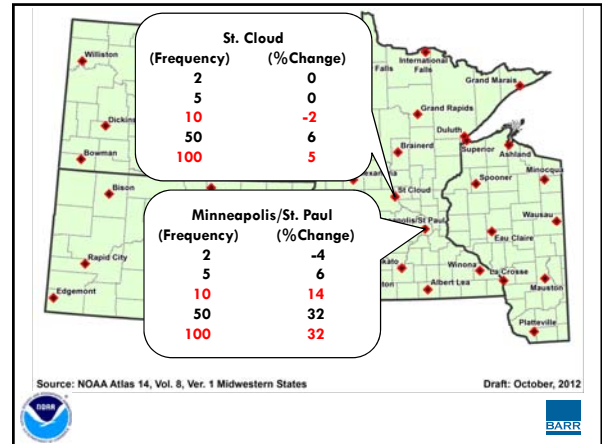 St. Cloud
(Frequency) (%Change)
2 0
5 0
10 -2
50 6
100 5
Minneapolis/St. Paul
(Frequency) (%Change)
2 -4
5 6
10 14
50 32
100 32
Williston
Falls
International
Falls
Grand Marais
Grand Rapids
Duluth
Superior
Ashland
Bowman
Brainerd
Spooner
Minocqua
Bison
St Cloud
Wausau
Eau Claire
Rapid City
Winona
La Crosse
Mauston
Edgemont
Albert Lea
Platteville
Source: NOAA Atlas 14, Vol. 8, Ver. 1 Midwestern States
Draft: October, 2012
NOAA
BARR